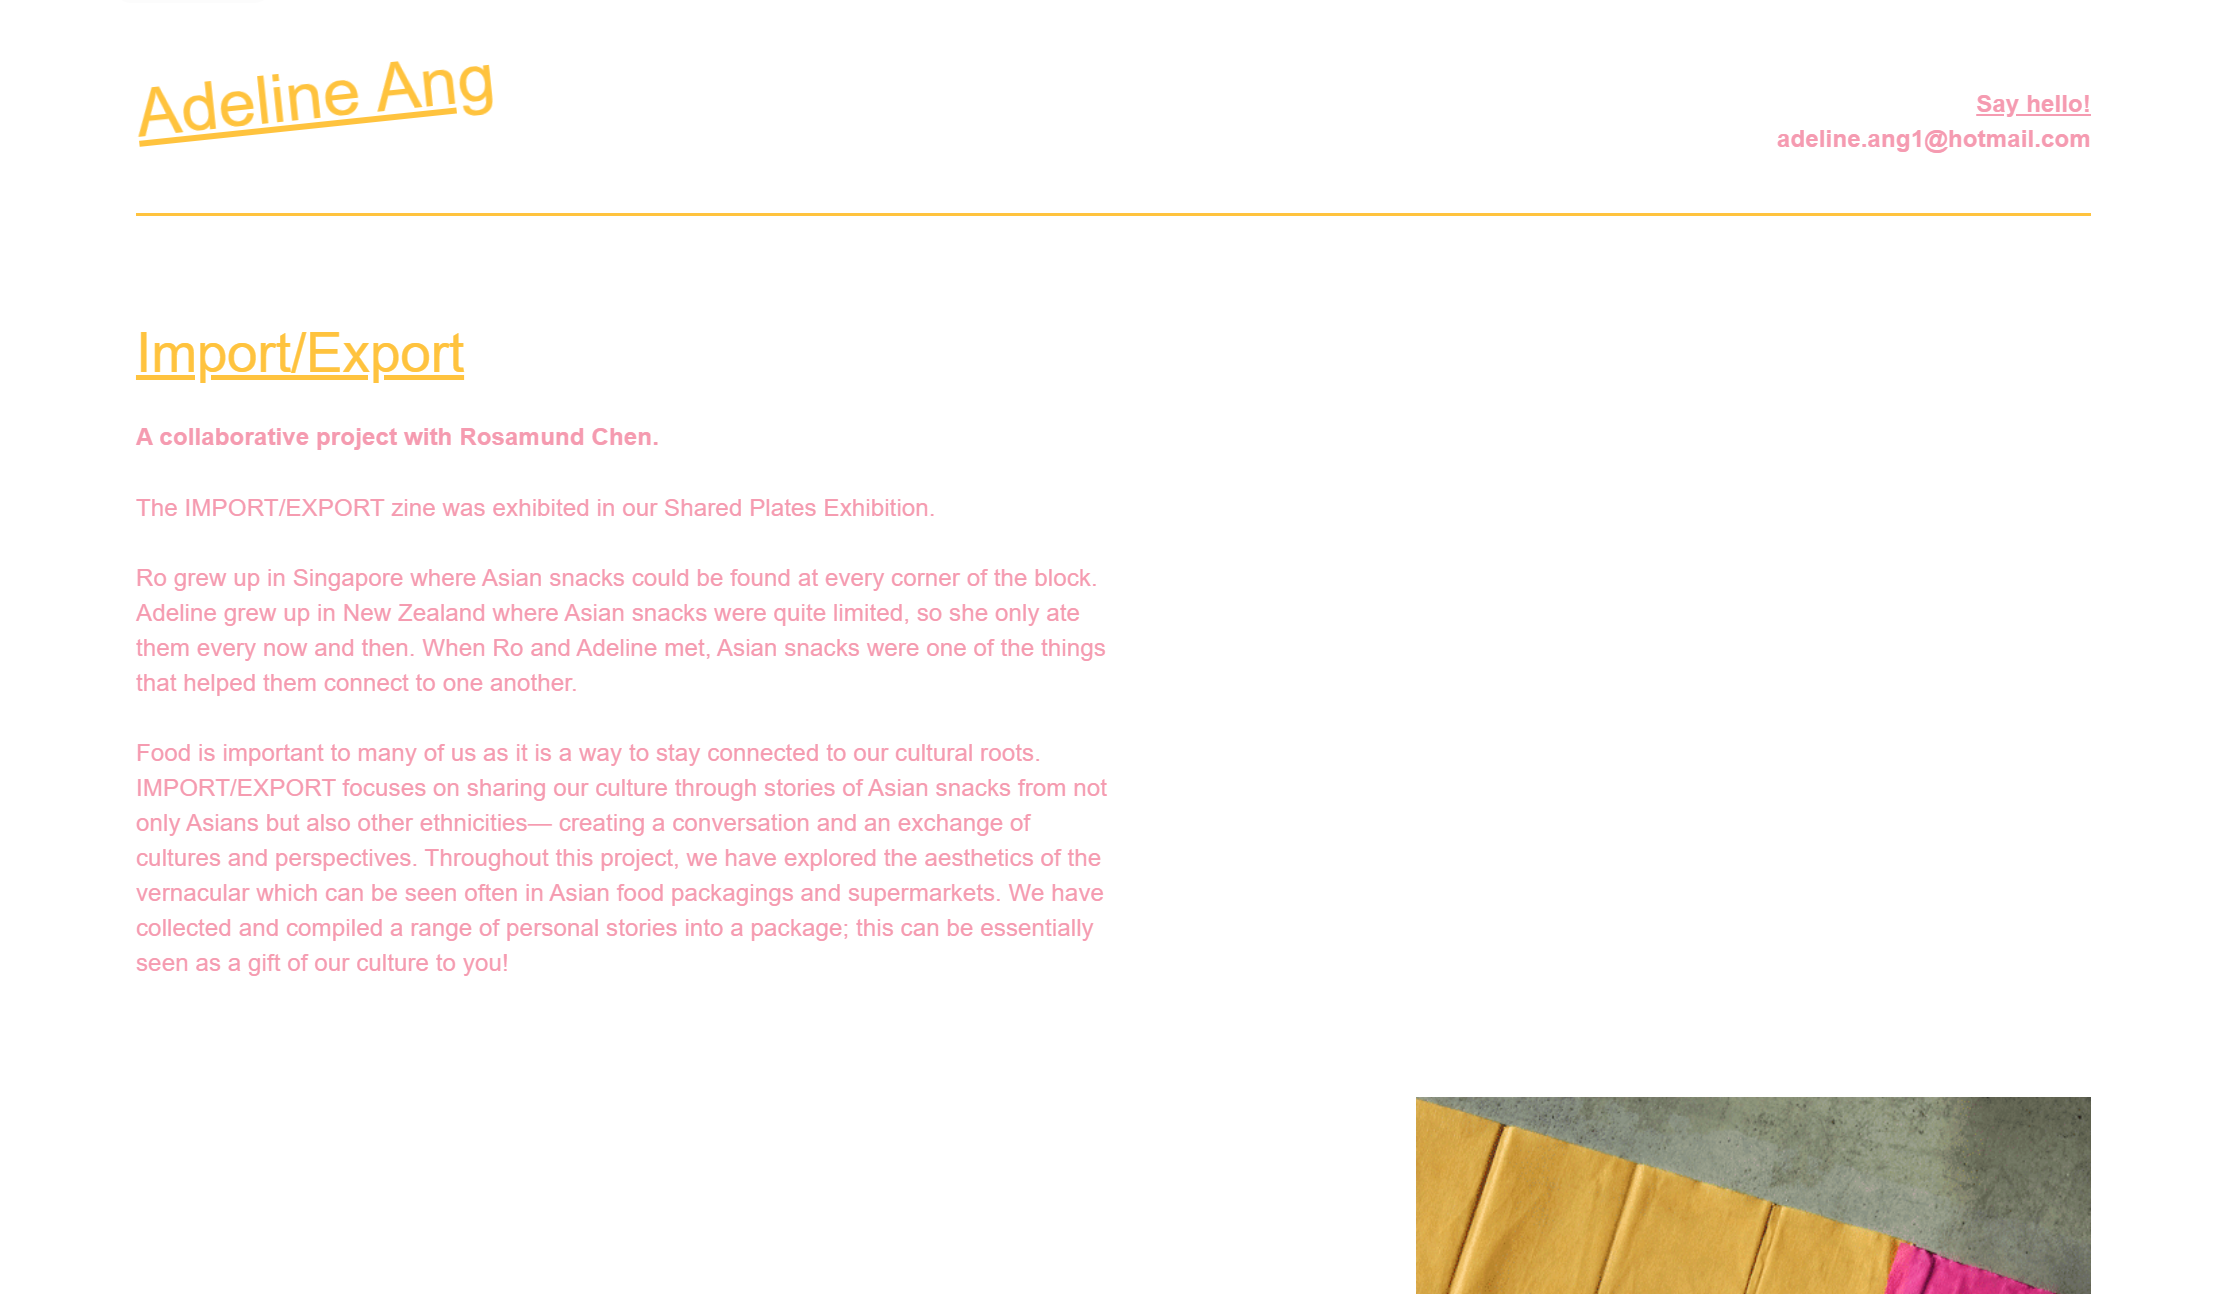 Adeline Ang
Say hello!
adeline.ang1@hotmail.com
Import/Export
A collaborative project with Rosamund Chen.
The IMPORT/EXPORT zine was exhibited in our Shared Plates Exhibition.
Ro grew up in Singapore where Asian snacks could be found at every corner of the block.
Adeline grew up in New Zealand where Asian snacks were quite limited, so she only ate
them every now and then. When Ro and Adeline met, Asian snacks were one of the things
that helped them connect to one another.
Food is important to many of us as it is a way to stay connected to our cultural roots.
IMPORT/EXPORT focuses on sharing our culture through stories of Asian snacks from not
only Asians but also other ethnicities— creating a conversation and an exchange of
cultures and perspectives. Throughout this project, we have explored the aesthetics of the
vernacular which can be seen often in Asian food packagings and supermarkets. We have
collected and compiled a range of personal stories into a package; this can be essentially
seen as a gift of our culture to you!